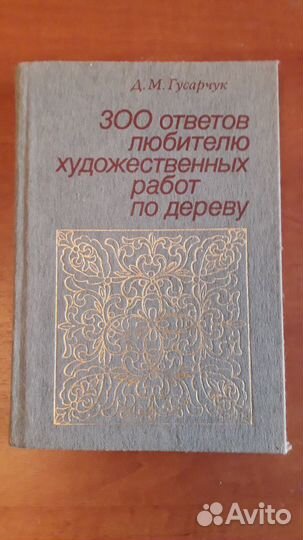 Д. М. Гусарчук
300 ответов
любителю
художественных
работ
по дереву
Avito